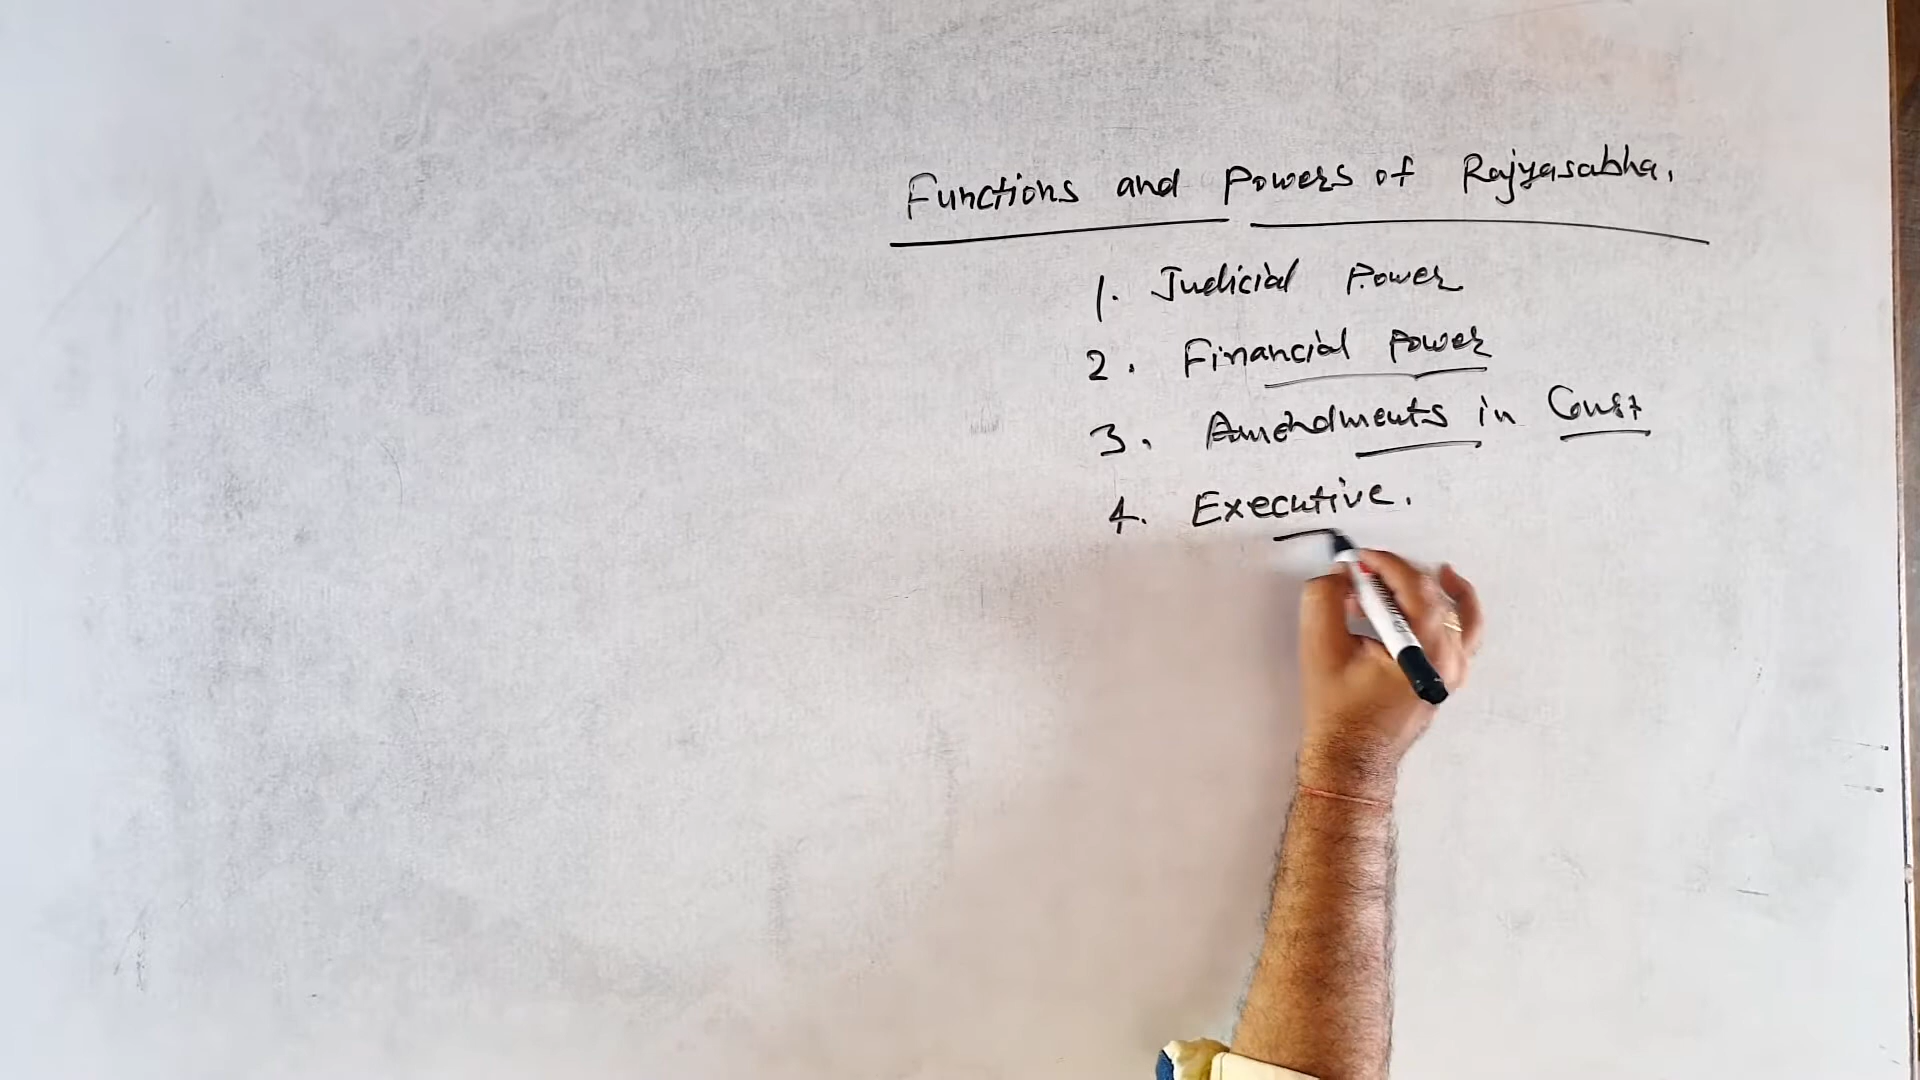 Functions and Powers of Rajyasabha.
1. Judicial Power
2. Financial Power
3. Amendments in Const
4. Executive.